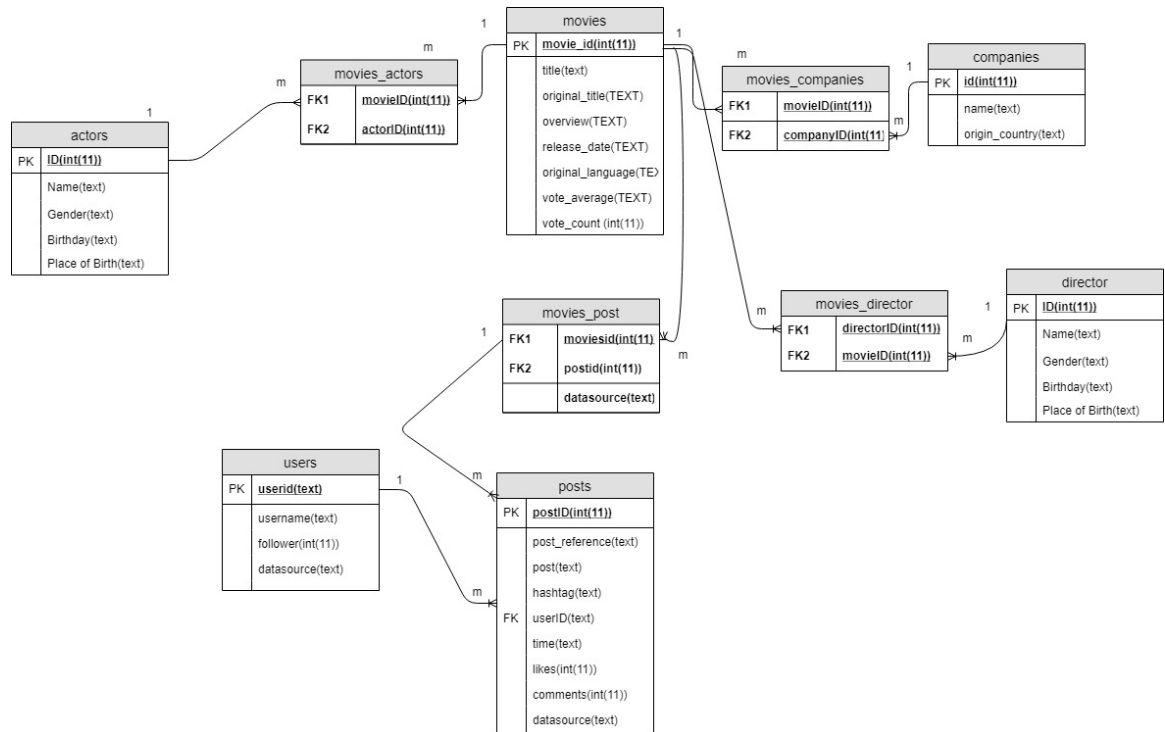 movies
PK movie_id(int(11))
title(text)
original_title(TEXT)
overview(TEXT)
release_date(TEXT)
original_language(TEX
vote_average(TEXT)
vote_count (int(11))
1
1
m
m
movies_actors
FK1 movieID(int(11))
FK2 actorID(int(11))
m
1
actors
PK ID(int(11))
Name(text)
Gender(text)
Birthday(text)
Place of Birth(text)
movies_companies
FK1 movieID(int(11))
FK2 companyID(int(11)
m
1
companies
PK id(int(11))
name(text)
origin_country(text)
movies_post
FK1 moviesid(int(11)
FK2 postid(int(11))
datasource(text)
1
m
m
movies_director
FK1 directorID(int(11))
FK2 movieID(int(11))
m
1
director
PK ID(int(11))
Name(text)
Gender(text)
Birthday(text)
Place of Birth(text)
users
PK userid(text)
username(text)
follower(int(11))
datasource(text)
1
m
m
posts
PK postID(int(11))
post_reference(text)
post(text)
hashtag(text)
FK userID(text)
time(text)
likes(int(11))
comments(int(11))
datasource(text)